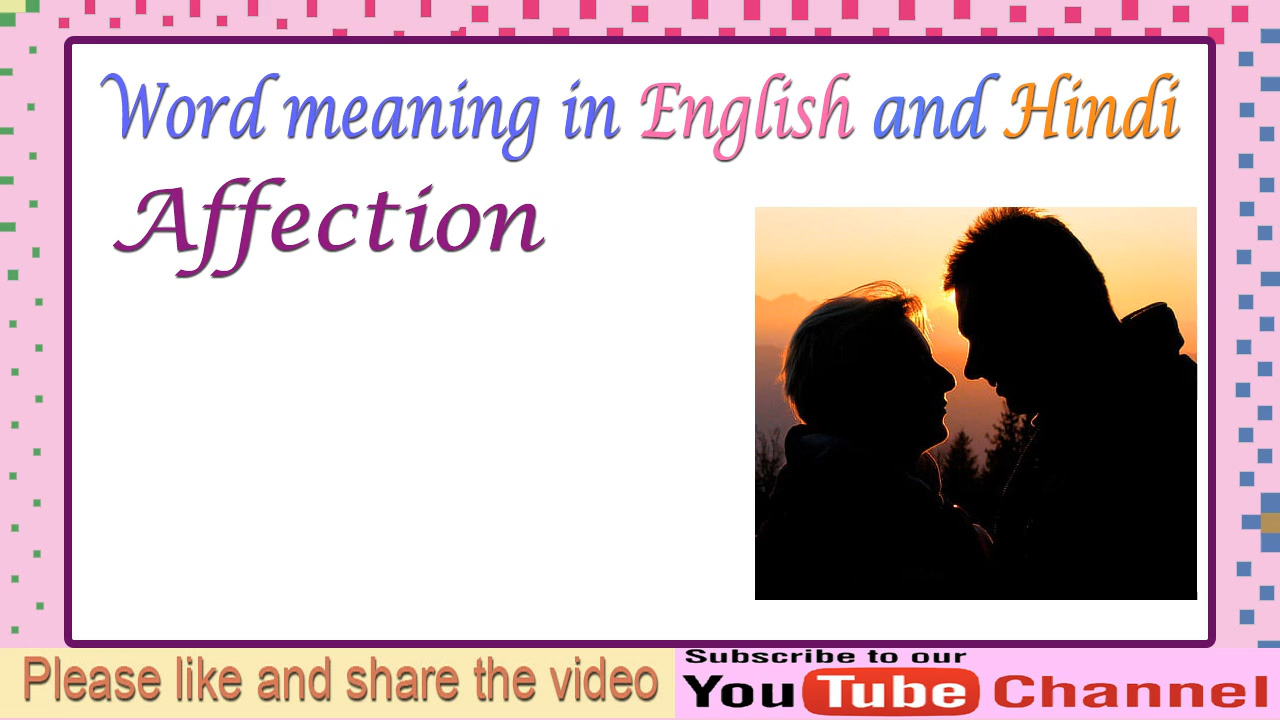 Word meaning in English and Hindi
Affection
Please like and share the video
Subscribe to our
YouTube Channel